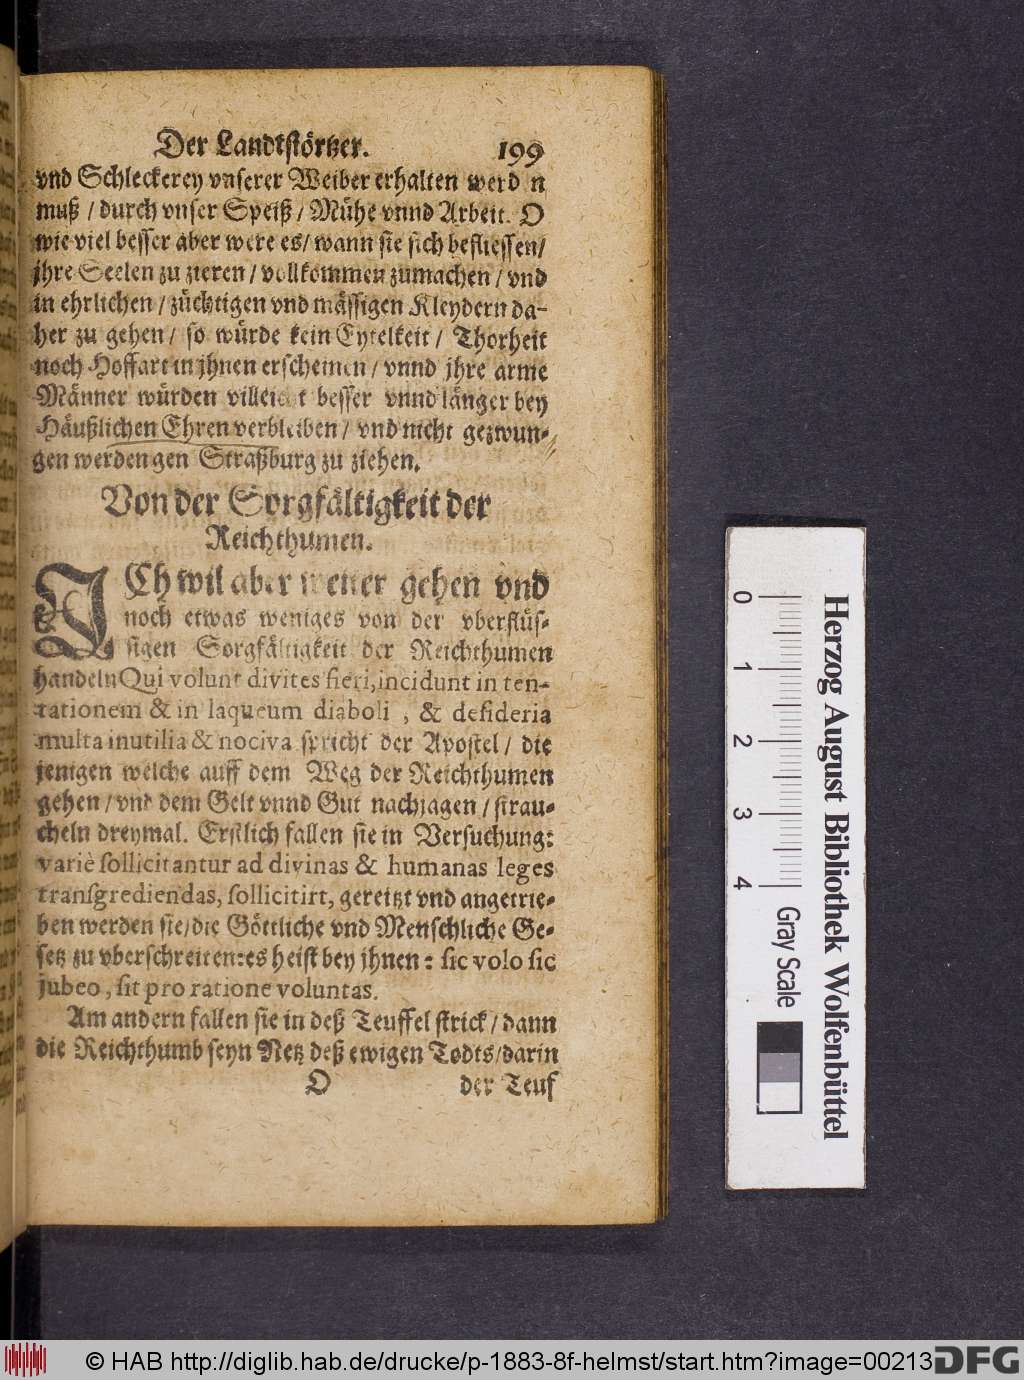 Der Landtstörtzer. 199
vnd Schleckerey vnserer Weiber erhalten werd n
muß / durch vnser Speiß / Mühe vnnd Arbeit. O
wie viel besser aber were es/ wann sie sich befliessen/
jhre Seelen zu zieren / vollkommen zumachen / vnd
in ehrlichen / züchtigen vnd mässigen Kleydern da-
her zu gehen / so würde kein Eytelkeit / Thorheit
noch Hoffart in jhnen erscheinen / vnnd jhre arme
Männer würden villeicht besser vnnd länger bey
Häußlichen Ehren verbleiben / vnd nicht gezwun-
gen werden gen Straßburg zu ziehen.
Von der Sorgfältigkeit der
Reichthumen.
ICh wil aber weiter gehen vnd
noch etwas weniges von der vberflüs-
sigen Sorgfältigkeit der Reichthumen
handeln Qui volunt divites fieri, incidunt in ten-
tationem & in laqueum diaboli , & desideria
multa inutilia & nociva spricht der Apostel / die
jenigen welche auff dem Weg der Reichthumen
gehen / vnd dem Gelt vnnd Gut nachjagen / strau-
cheln dreymal. Erstlich fallen sie in Versuchung:
variè sollicitantur ad divinas & humanas leges
transgrediendas, sollicitirt, gereitzt vnd angetrie-
ben werden sie/ die Göttliche vnd Menschliche Ge-
setz zu vberschreiten: es heist bey jhnen : sic volo sic
jubeo, sit pro ratione voluntas.
Am andern fallen sie in deß Teuffel strick / dann
die Reichthumb seyn Netz deß ewigen Todts/ darin
O der Teuf
Herzog August Bibliothek Wolfenbüttel
0 1 2 3 4 Gray Scale
© HAB http://diglib.hab.de/drucke/p-1883-8f-helmst/start.htm?image=00213 DFG